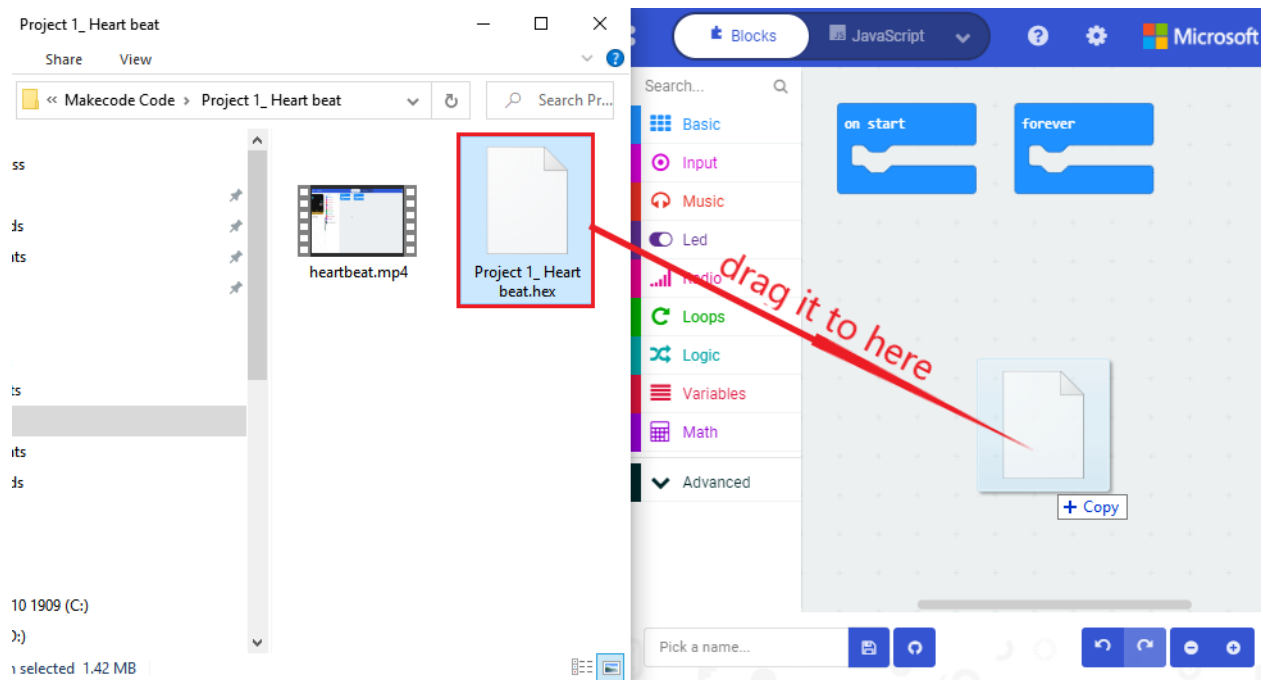 Project 1_ Heart beat
Share View
« Makecode Code > Project 1_ Heart beat
Search Pr...
ss
ds
its
heartbeat.mp4
Project 1_ Heart
beat.hex
ts
its
ds
10 1909 (C:)
):)
selected 1.42 MB
Blocks
JavaScript
Microsoft
Search...
Basic
Input
Music
Led
Radio
Loops
Logic
Variables
Math
Advanced
on start
forever
drag it to here
+ Copy
Pick a name...